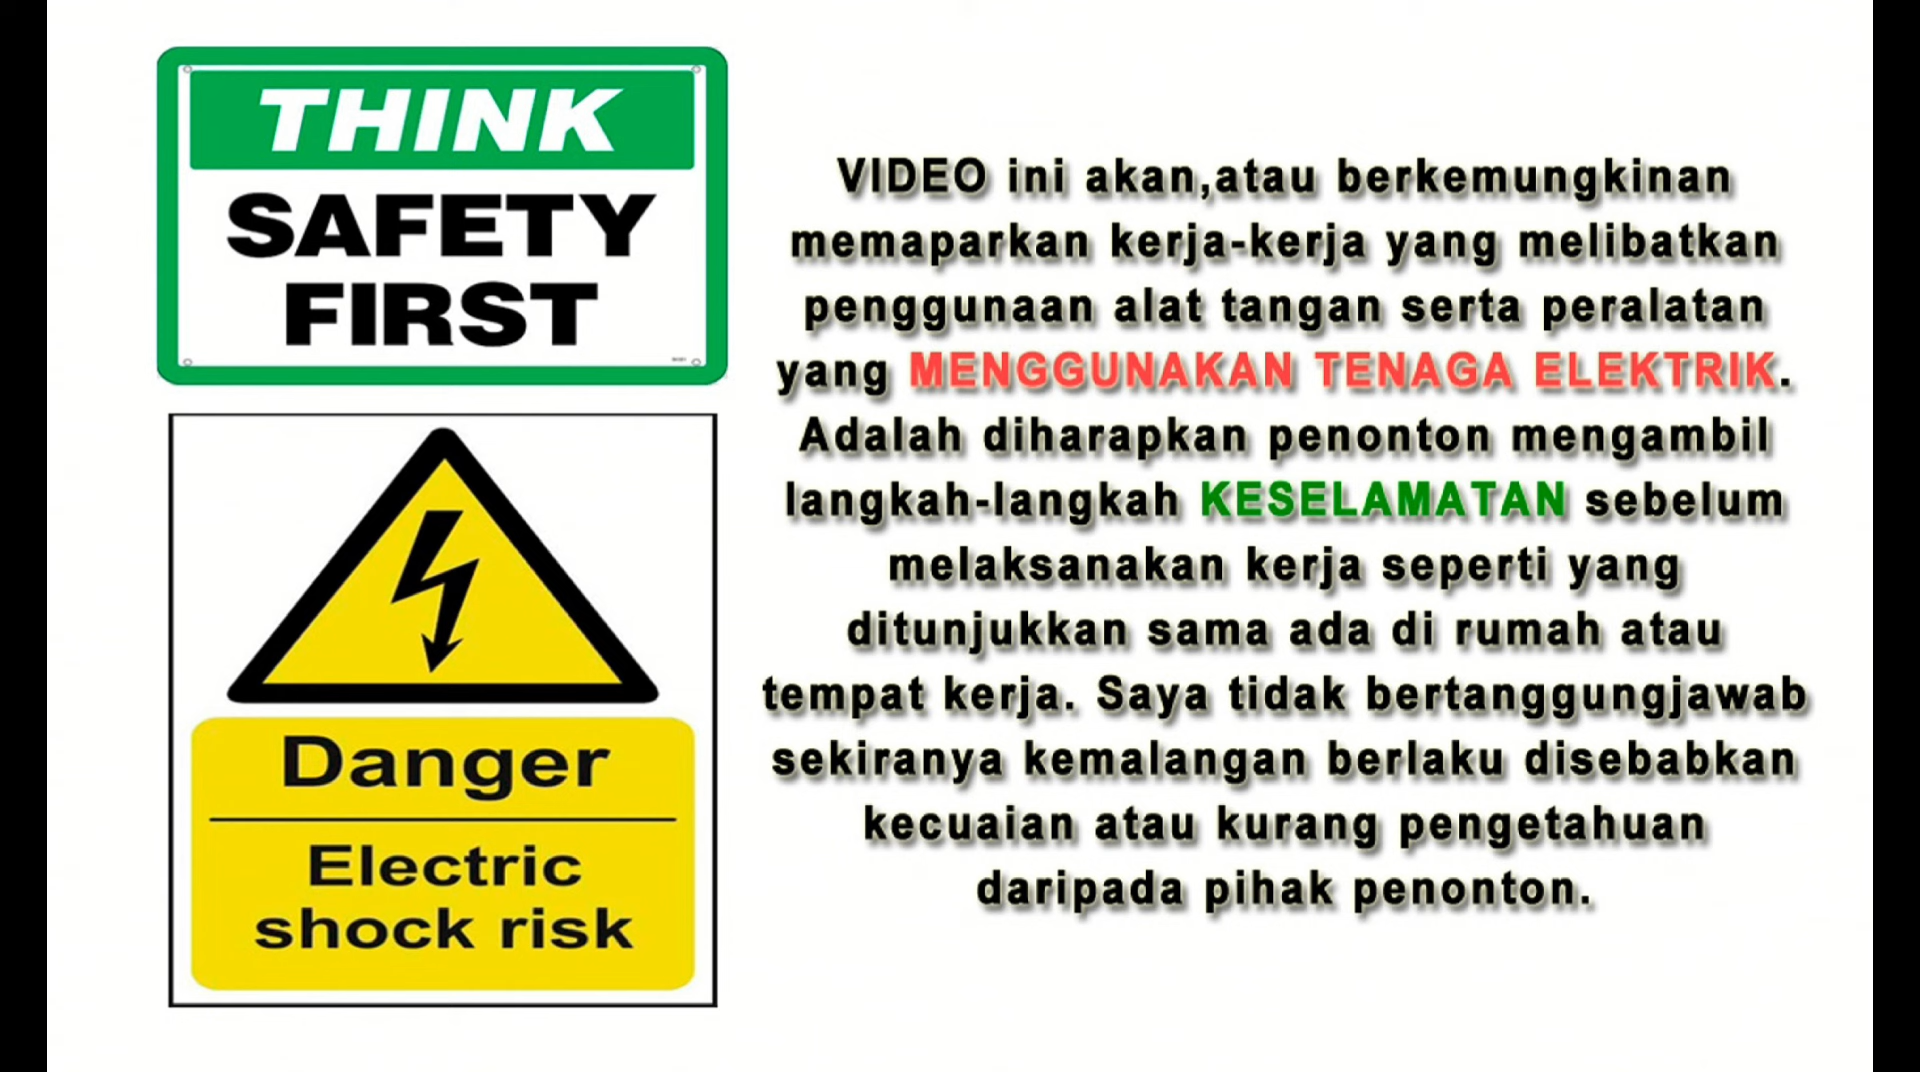 THINK
SAFETY
FIRST
Danger
Electric
shock risk
VIDEO ini akan,atau berkemungkinan
memaparkan kerja-kerja yang melibatkan
penggunaan alat tangan serta peralatan
yang MENGGUNAKAN TENAGA ELEKTRIK.
Adalah diharapkan penonton mengambil
langkah-langkah KESELAMATAN sebelum
melaksanakan kerja seperti yang
ditunjukkan sama ada di rumah atau
tempat kerja. Saya tidak bertanggungjawab
sekiranya kemalangan berlaku disebabkan
kecuaian atau kurang pengetahuan
daripada pihak penonton.